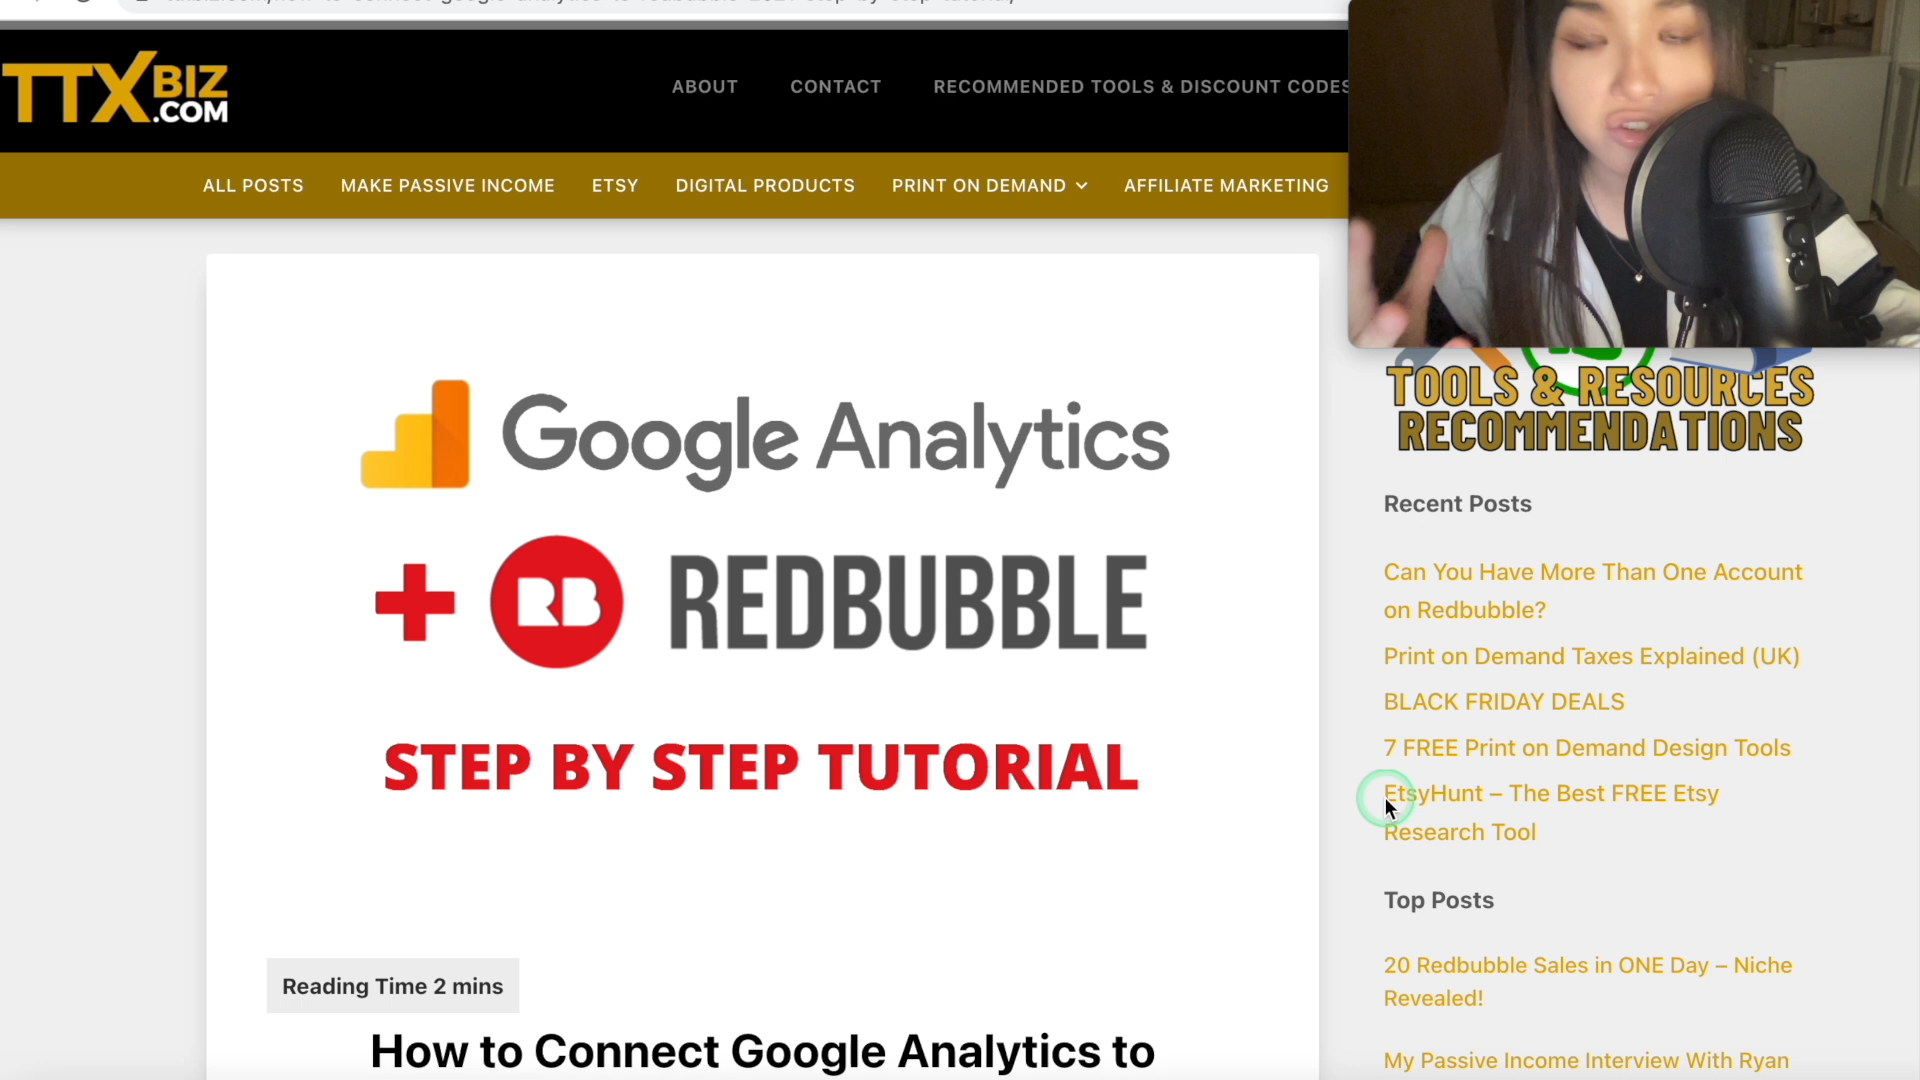 TTXBIZ
.COM
ABOUT
CONTACT
RECOMMENDED TOOLS & DISCOUNT CODES
ALL POSTS
MAKE PASSIVE INCOME
ETSY
DIGITAL PRODUCTS
PRINT ON DEMAND
AFFILIATE MARKETING
Google Analytics
+ RB REDBUBBLE
STEP BY STEP TUTORIAL
Reading Time 2 mins
How to Connect Google Analytics to
TOOLS & RESOURCES
RECOMMENDATIONS
Recent Posts
Can You Have More Than One Account
on Redbubble?
Print on Demand Taxes Explained (UK)
BLACK FRIDAY DEALS
7 FREE Print on Demand Design Tools
EtsyHunt – The Best FREE Etsy
Research Tool
Top Posts
20 Redbubble Sales in ONE Day – Niche
Revealed!
My Passive Income Interview With Ryan